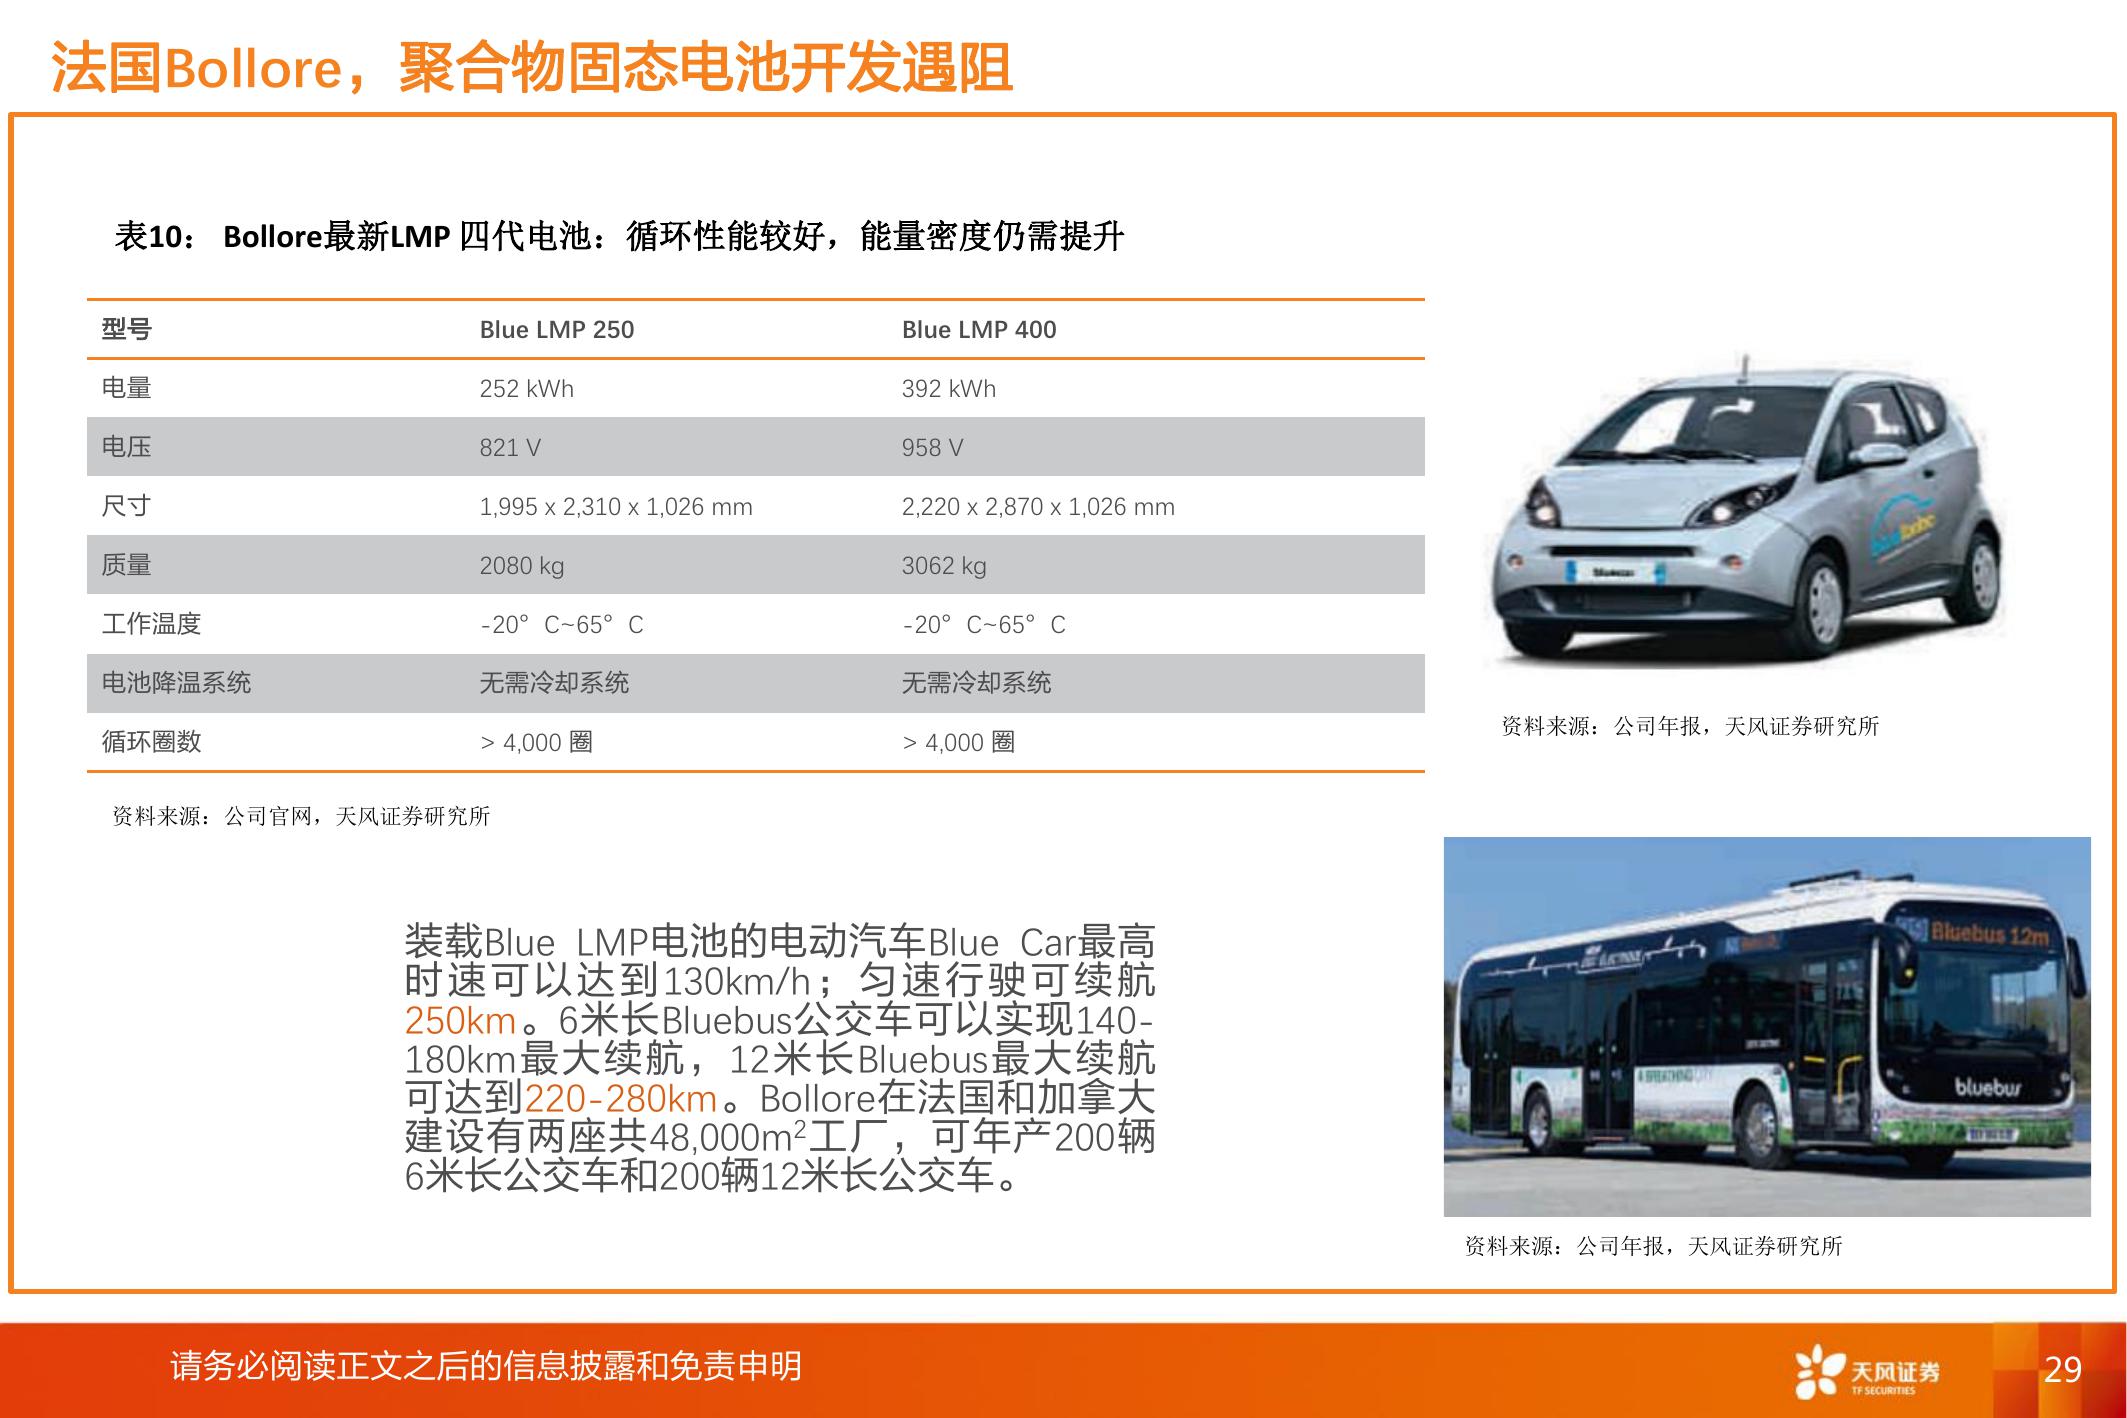 法国Bollore，聚合物固态电池开发遇阻
表10： Bollore最新LMP 四代电池：循环性能较好，能量密度仍需提升
型号 Blue LMP 250 Blue LMP 400
电量 252 kWh 392 kWh
电压 821 V 958 V
尺寸 1,995 x 2,310 x 1,026 mm 2,220 x 2,870 x 1,026 mm
质量 2080 kg 3062 kg
工作温度 -20°C~65°C -20°C~65°C
电池降温系统 无需冷却系统 无需冷却系统
循环圈数 > 4,000 圈 > 4,000 圈
资料来源：公司官网，天风证券研究所
Bluecar
资料来源：公司年报，天风证券研究所
装载Blue LMP电池的电动汽车Blue Car最高
时速可以达到130km/h；匀速行驶可续航
250km。6米长Bluebus公交车可以实现140-
180km最大续航，12米长Bluebus最大续航
可达到220-280km。Bollore在法国和加拿大
建设有两座共48,000m²工厂，可年产200辆
6米长公交车和200辆12米长公交车。
Bluebus 12m
bluebus
资料来源：公司年报，天风证券研究所
请务必阅读正文之后的信息披露和免责申明
天风证券
TF SECURITIES
29